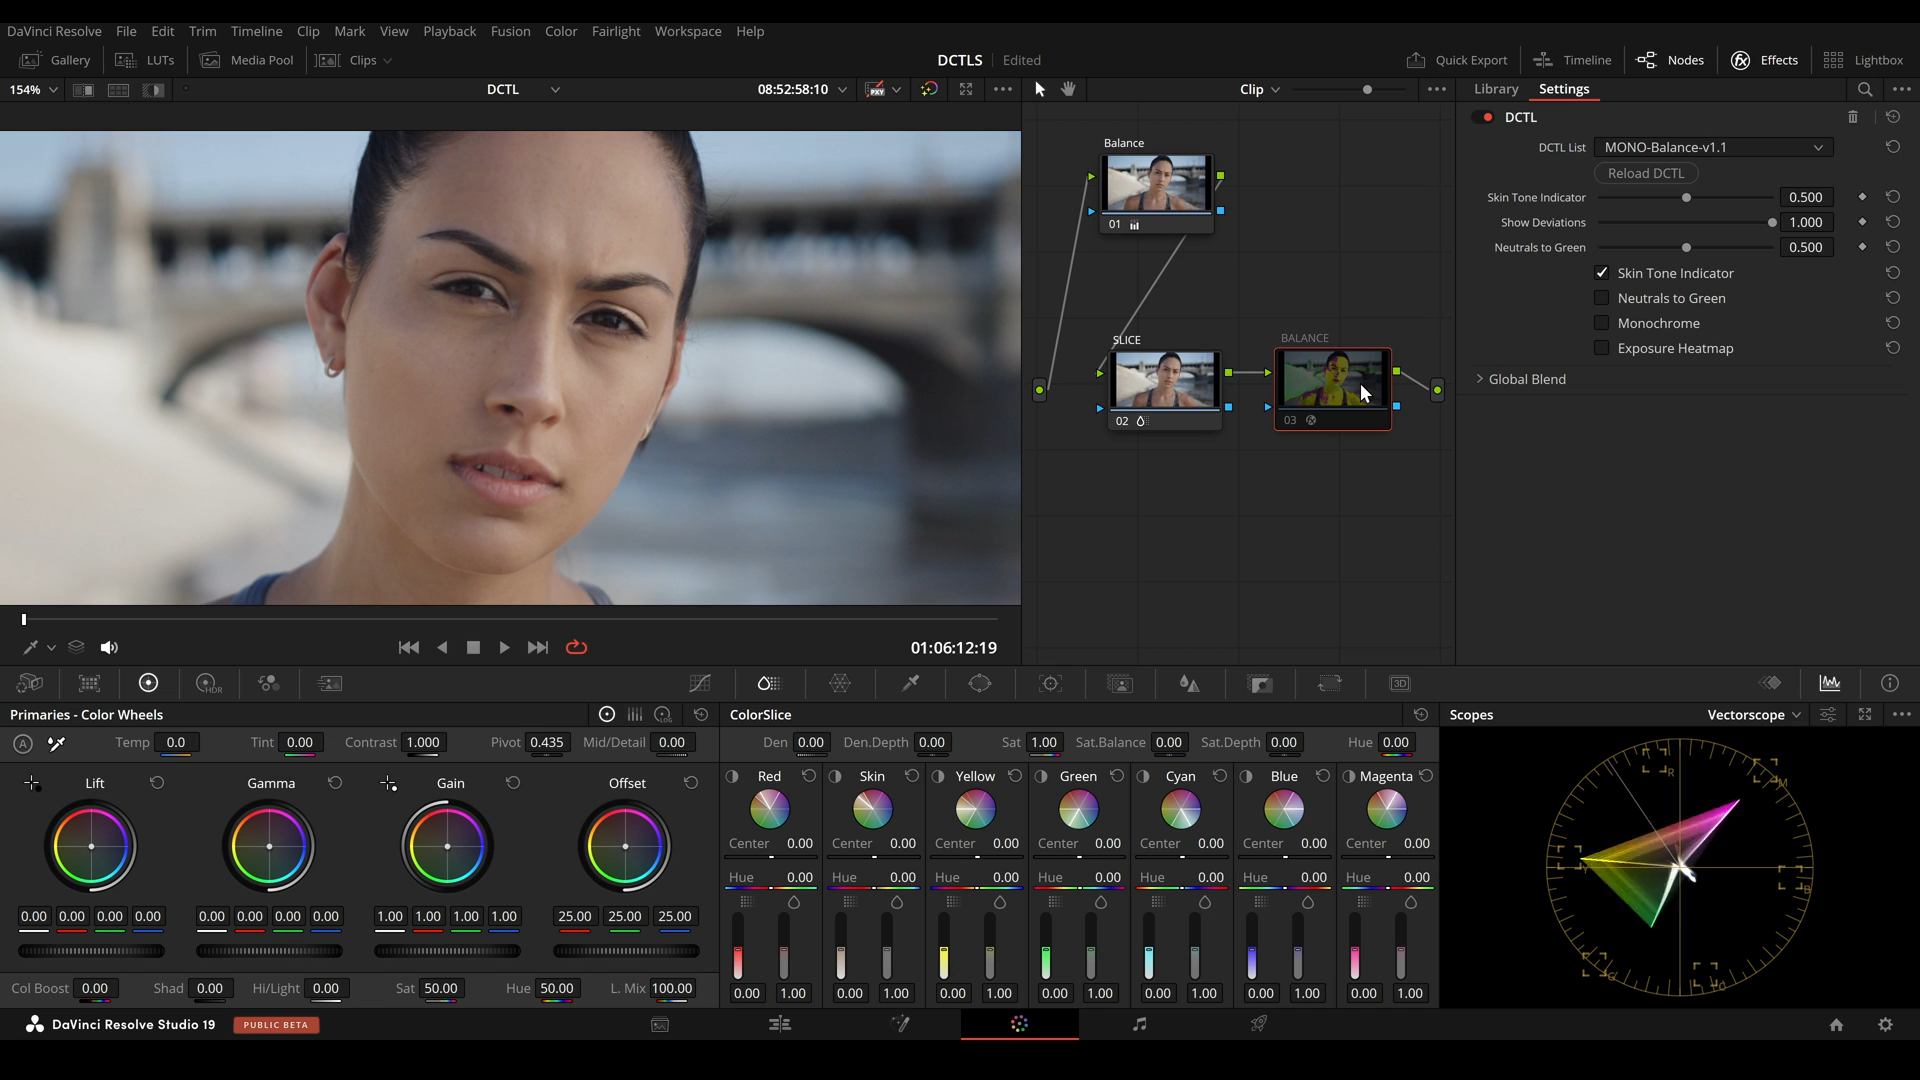 DaVinci Resolve File Edit Trim Timeline Clip Mark View Playback Fusion Color Fairlight Workspace Help
Gallery LUTs Media Pool Clips DCTLS Edited Quick Export Timeline Nodes Effects Lightbox
154% DCTL 08:52:58:10 PXY Clip Library Settings
DCTL
DCTL List MONO-Balance-v1.1
Reload DCTL
Skin Tone Indicator 0.500
Show Deviations 1.000
Neutrals to Green 0.500
Skin Tone Indicator
Neutrals to Green
Monochrome
Exposure Heatmap
Global Blend
Balance
01
SLICE
02
BALANCE
03
01:06:12:19
HDR 3D
Primaries - Color Wheels LOG
A Temp 0.0 Tint 0.00 Contrast 1.000 Pivot 0.435 Mid/Detail 0.00
Lift Gamma Gain Offset
0.00 0.00 0.00 0.00 0.00 0.00 0.00 0.00 1.00 1.00 1.00 1.00 25.00 25.00 25.00
Col Boost 0.00 Shad 0.00 Hi/Light 0.00 Sat 50.00 Hue 50.00 L. Mix 100.00
ColorSlice
Den 0.00 Den.Depth 0.00 Sat 1.00 Sat.Balance 0.00 Sat.Depth 0.00 Hue 0.00
Red Skin Yellow Green Cyan Blue Magenta
Center 0.00 Center 0.00 Center 0.00 Center 0.00 Center 0.00 Center 0.00 Center 0.00
Hue 0.00 Hue 0.00 Hue 0.00 Hue 0.00 Hue 0.00 Hue 0.00 Hue 0.00
0.00 1.00 0.00 1.00 0.00 1.00 0.00 1.00 0.00 1.00 0.00 1.00 0.00 1.00
Scopes Vectorscope
R
M
Y
B
G
C
DaVinci Resolve Studio 19 PUBLIC BETA